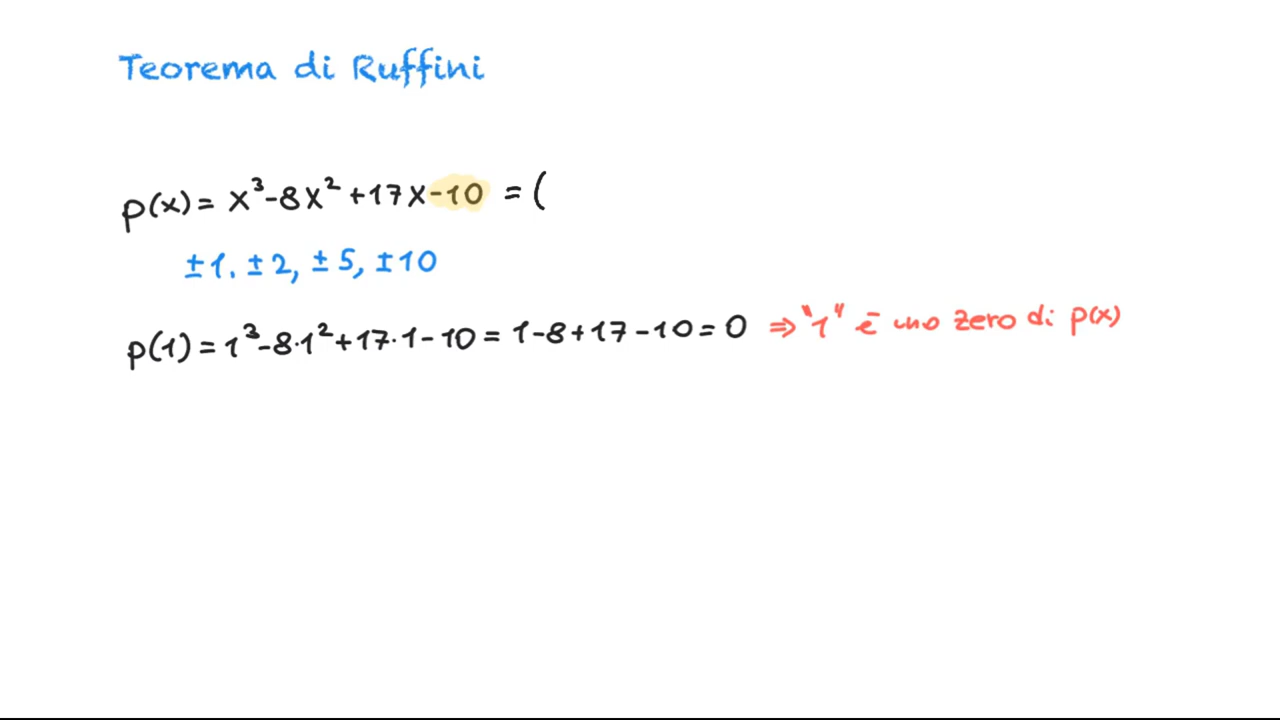 Teorema di Ruffini
p(x) = x³-8x²+17x-10 = (
±1. ±2, ±5, ±10
p(1) = 1³-8·1²+17·1-10 = 1-8+17-10 = 0 ⇒ "1" è uno zero di p(x)